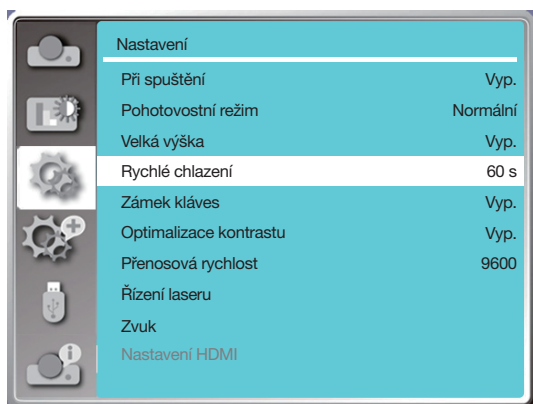 Nastavení
Při spuštění Vyp.
Pohotovostní režim Normální
Velká výška Vyp.
Rychlé chlazení 60 s
Zámek kláves Vyp.
Optimalizace kontrastu Vyp.
Přenosová rychlost 9600
Řízení laseru
Zvuk
Nastavení HDMI